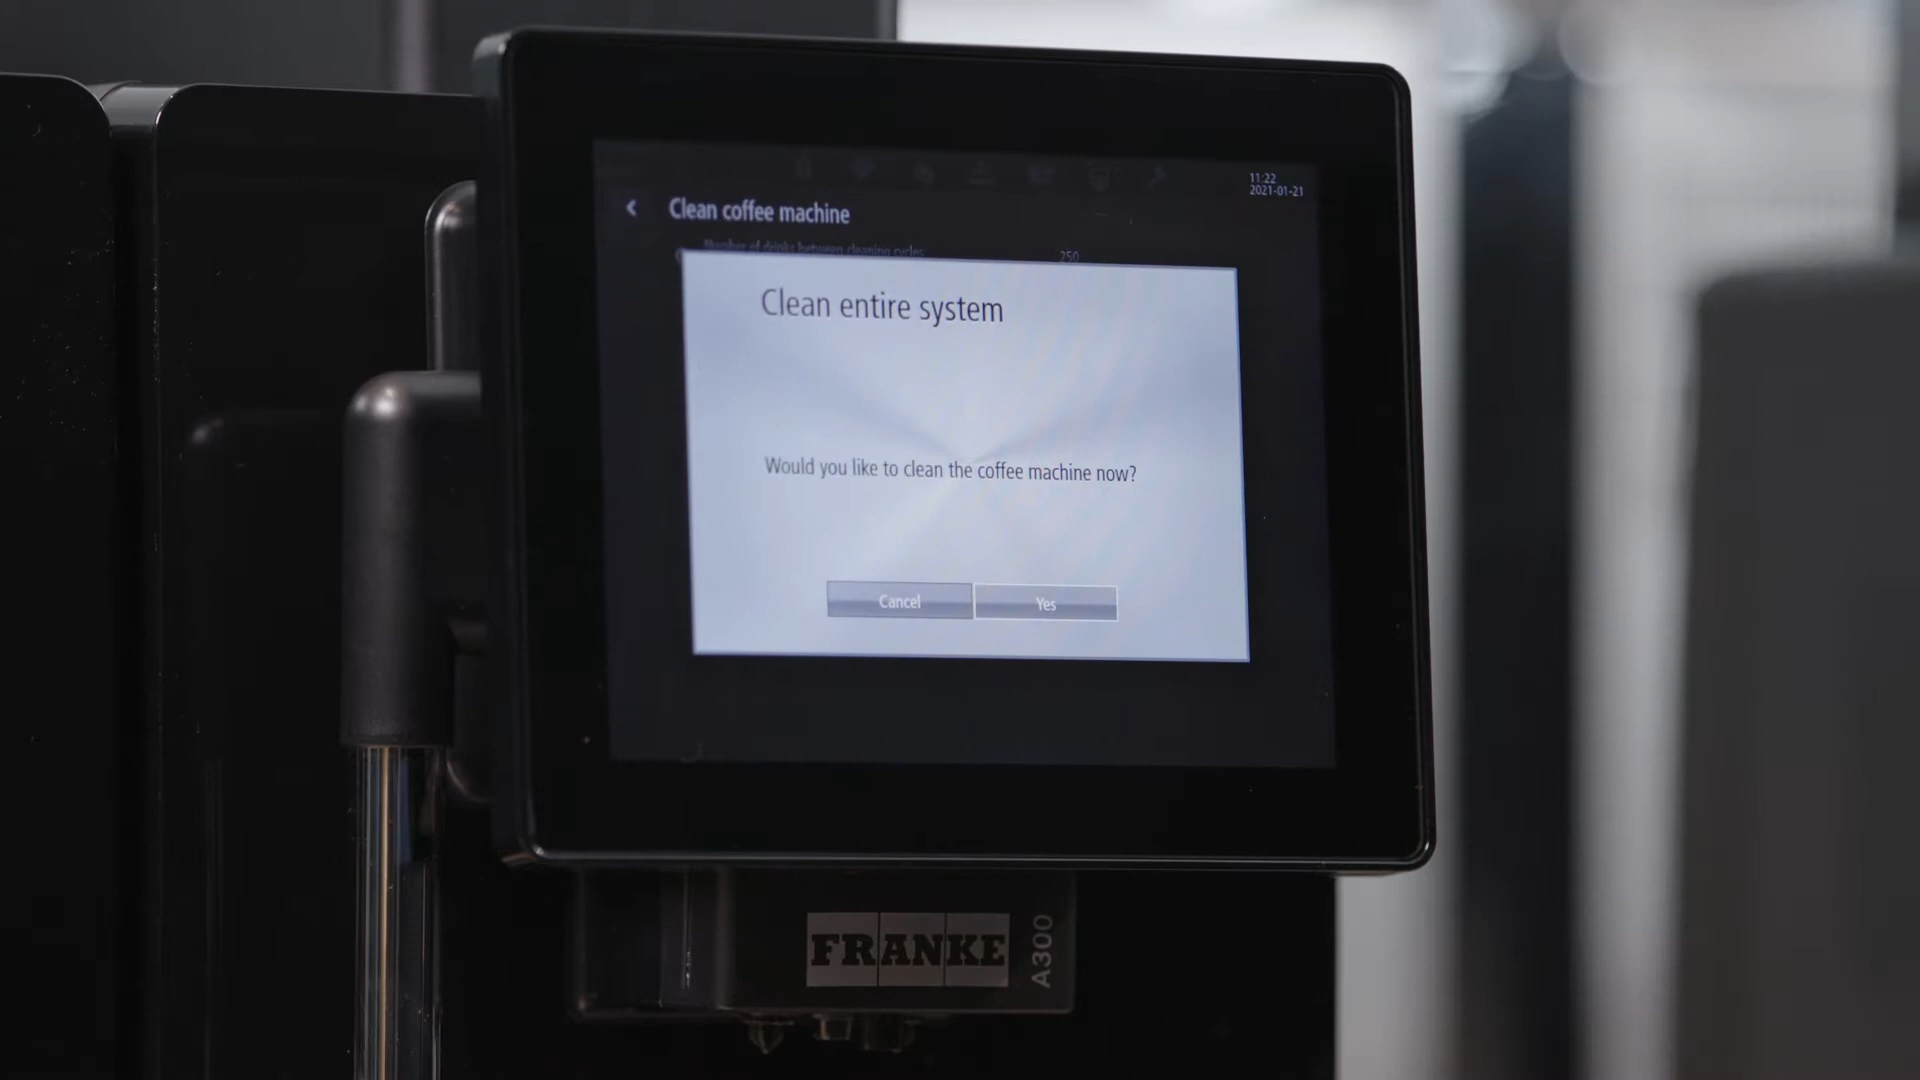 11:22
2021-01-21
Clean coffee machine
Number of drinks between cleaning cycles 250
Clean entire system
Would you like to clean the coffee machine now?
Cancel Yes
FRANKE
A300